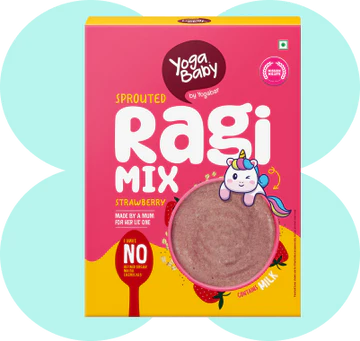 Yoga
Baby
by Yogabar
SPROUTED
Ragi
MIX
STRAWBERRY
MADE BY A MUM
FOR HER LIL' ONE
NO
CONTAINS MILK